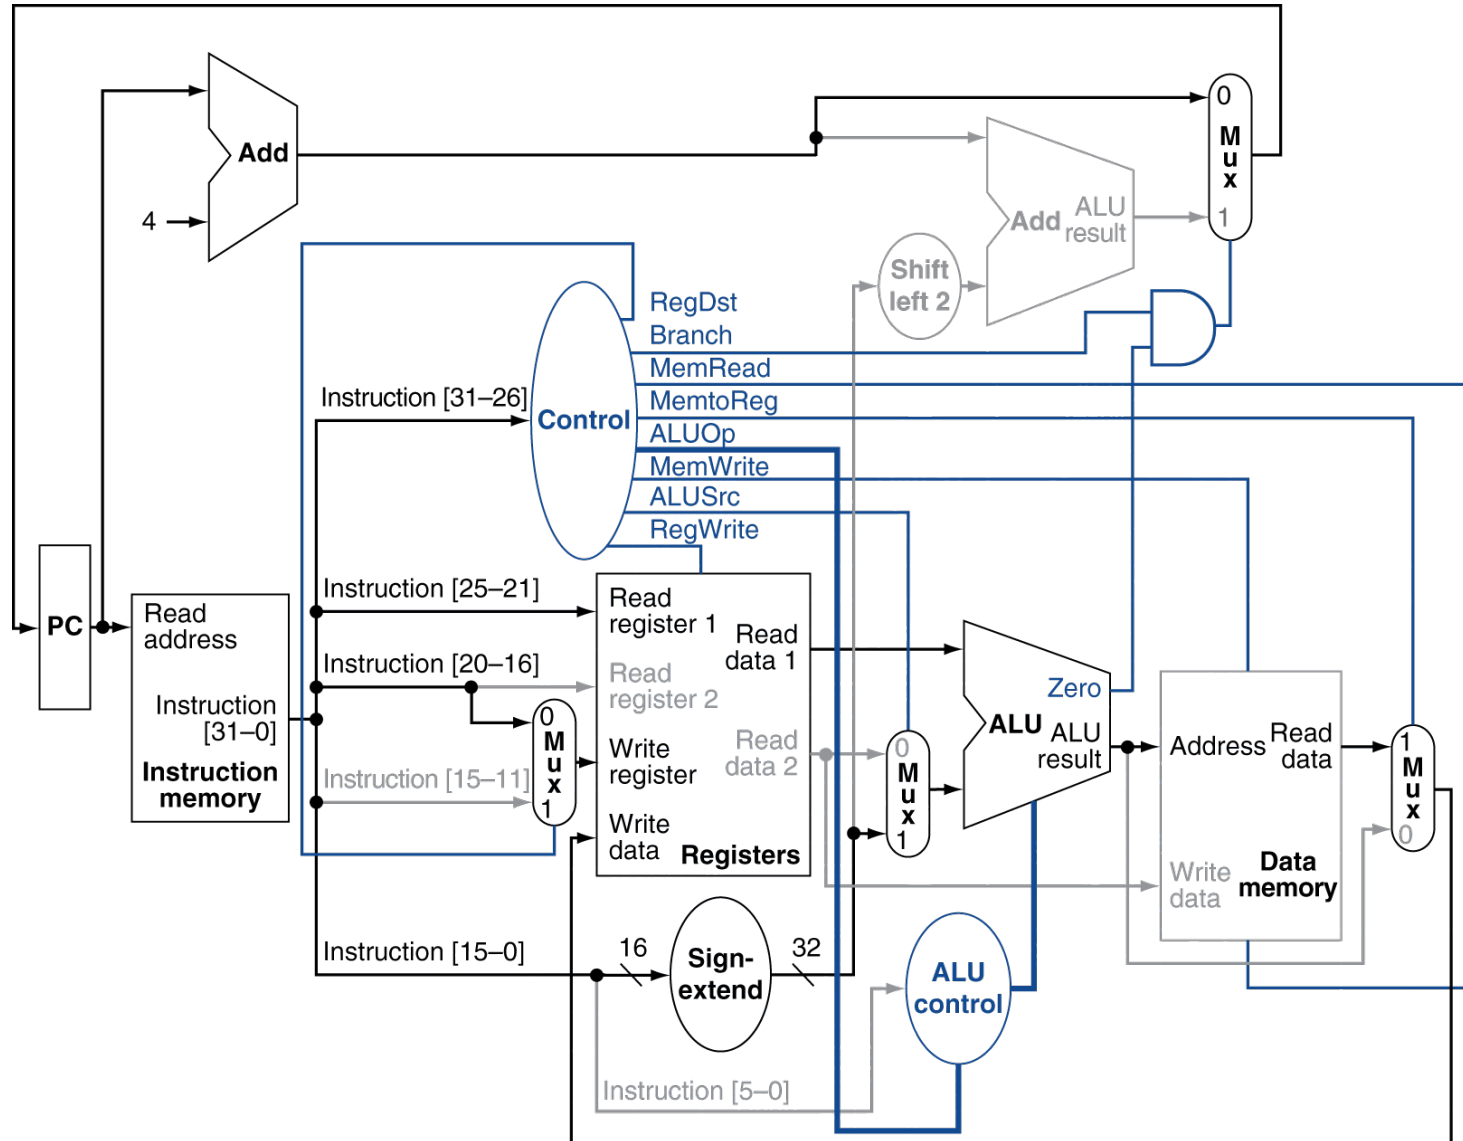 0
M
u
x
1
Add
4
Add
ALU
result
Shift
left 2
RegDst
Branch
MemRead
MemtoReg
ALUOp
MemWrite
ALUSrc
RegWrite
Control
Instruction [31–26]
PC
Read
address
Instruction
[31–0]
Instruction
memory
Instruction [25–21]
Instruction [20–16]
Instruction [15–11]
0
M
u
x
1
Read
register 1
Read
register 2
Write
register
Write
data
Read
data 1
Read
data 2
Registers
0
M
u
x
1
Zero
ALU
ALU
result
Address
Read
data
Write
data
Data
memory
1
M
u
x
0
Instruction [15–0]
16
Sign-
extend
32
ALU
control
Instruction [5–0]